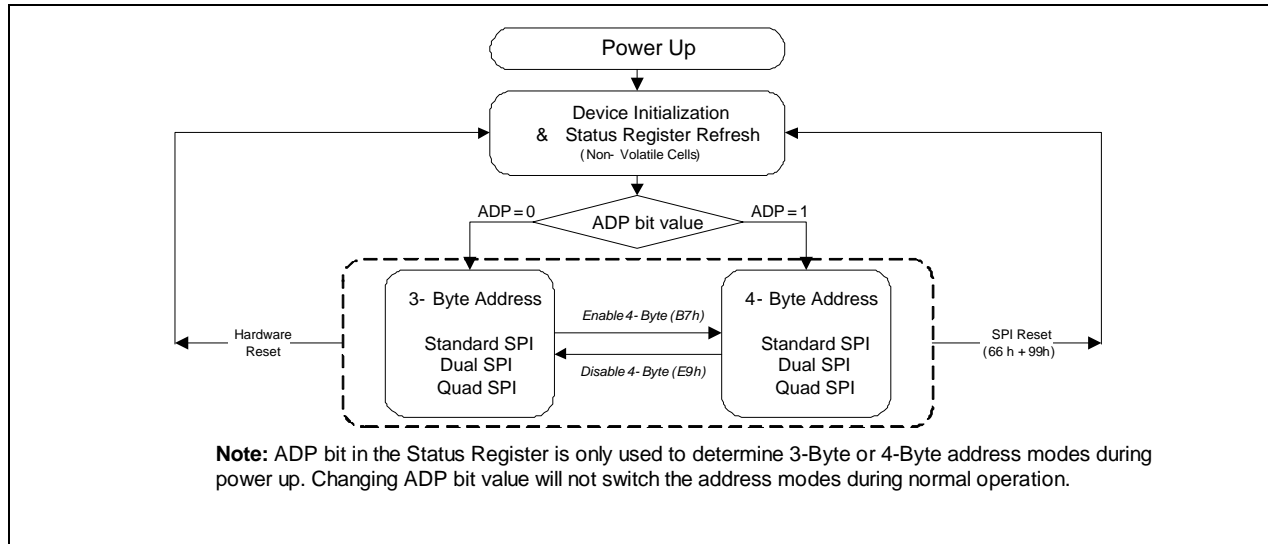 Power Up
Device Initialization
& Status Register Refresh
(Non- Volatile Cells)
ADP = 0
ADP bit value
ADP = 1
3- Byte Address
Standard SPI
Dual SPI
Quad SPI
Enable 4- Byte (B7h)
Disable 4- Byte (E9h)
4- Byte Address
Standard SPI
Dual SPI
Quad SPI
Hardware
Reset
SPI Reset
(66 h + 99h)
Note: ADP bit in the Status Register is only used to determine 3-Byte or 4-Byte address modes during
power up. Changing ADP bit value will not switch the address modes during normal operation.